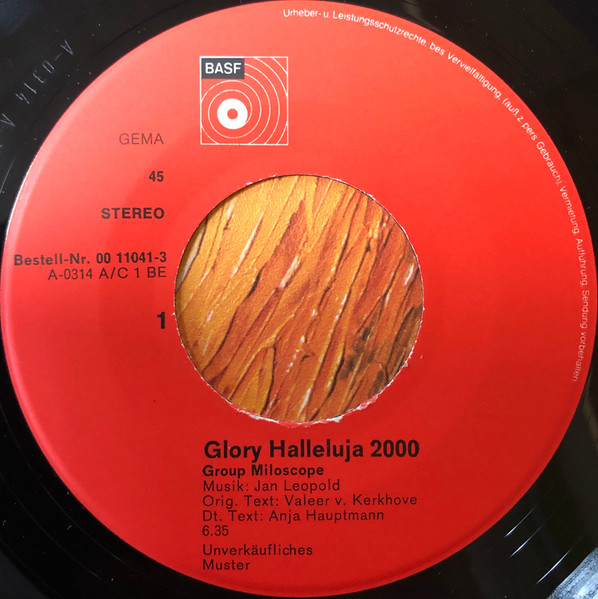 Urheber- u. Leistungsschutzrechte, bes. Vervielfältigung, (auß. z. pers. Gebrauch), Vermietung, Aufführung, Sendung vorbehalten
BASF
GEMA
45
STEREO
Bestell-Nr. 00 11041-3
A-0314 A/C 1 BE
1
Glory Halleluja 2000
Group Miloscope
Musik: Jan Leopold
Orig. Text: Valeer v. Kerkhove
Dt. Text: Anja Hauptmann
6.35
Unverkäufliches
Muster
A-0314 A